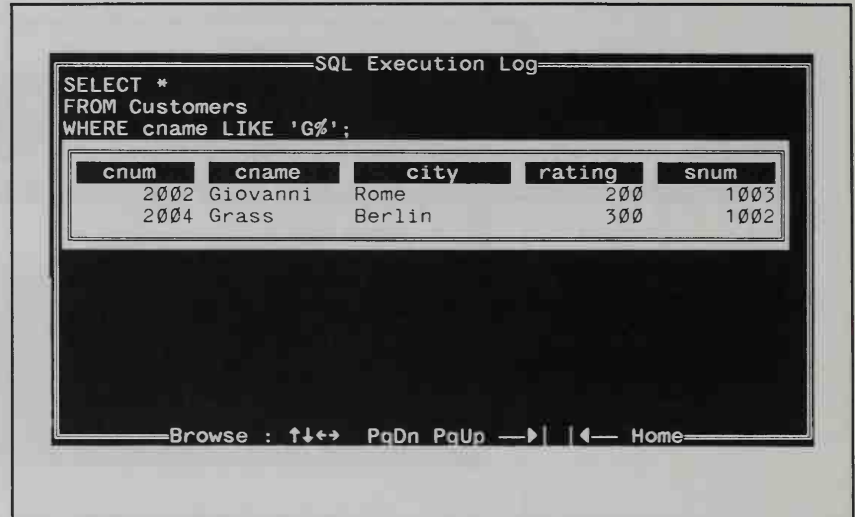 SQL Execution Log
SELECT *
FROM Customers
WHERE cname LIKE 'G%';
cnum cname city rating snum
2002 Giovanni Rome 200 1003
2004 Grass Berlin 300 1002
Browse : ↑↓←→ PgDn PgUp —▶| |◀— Home